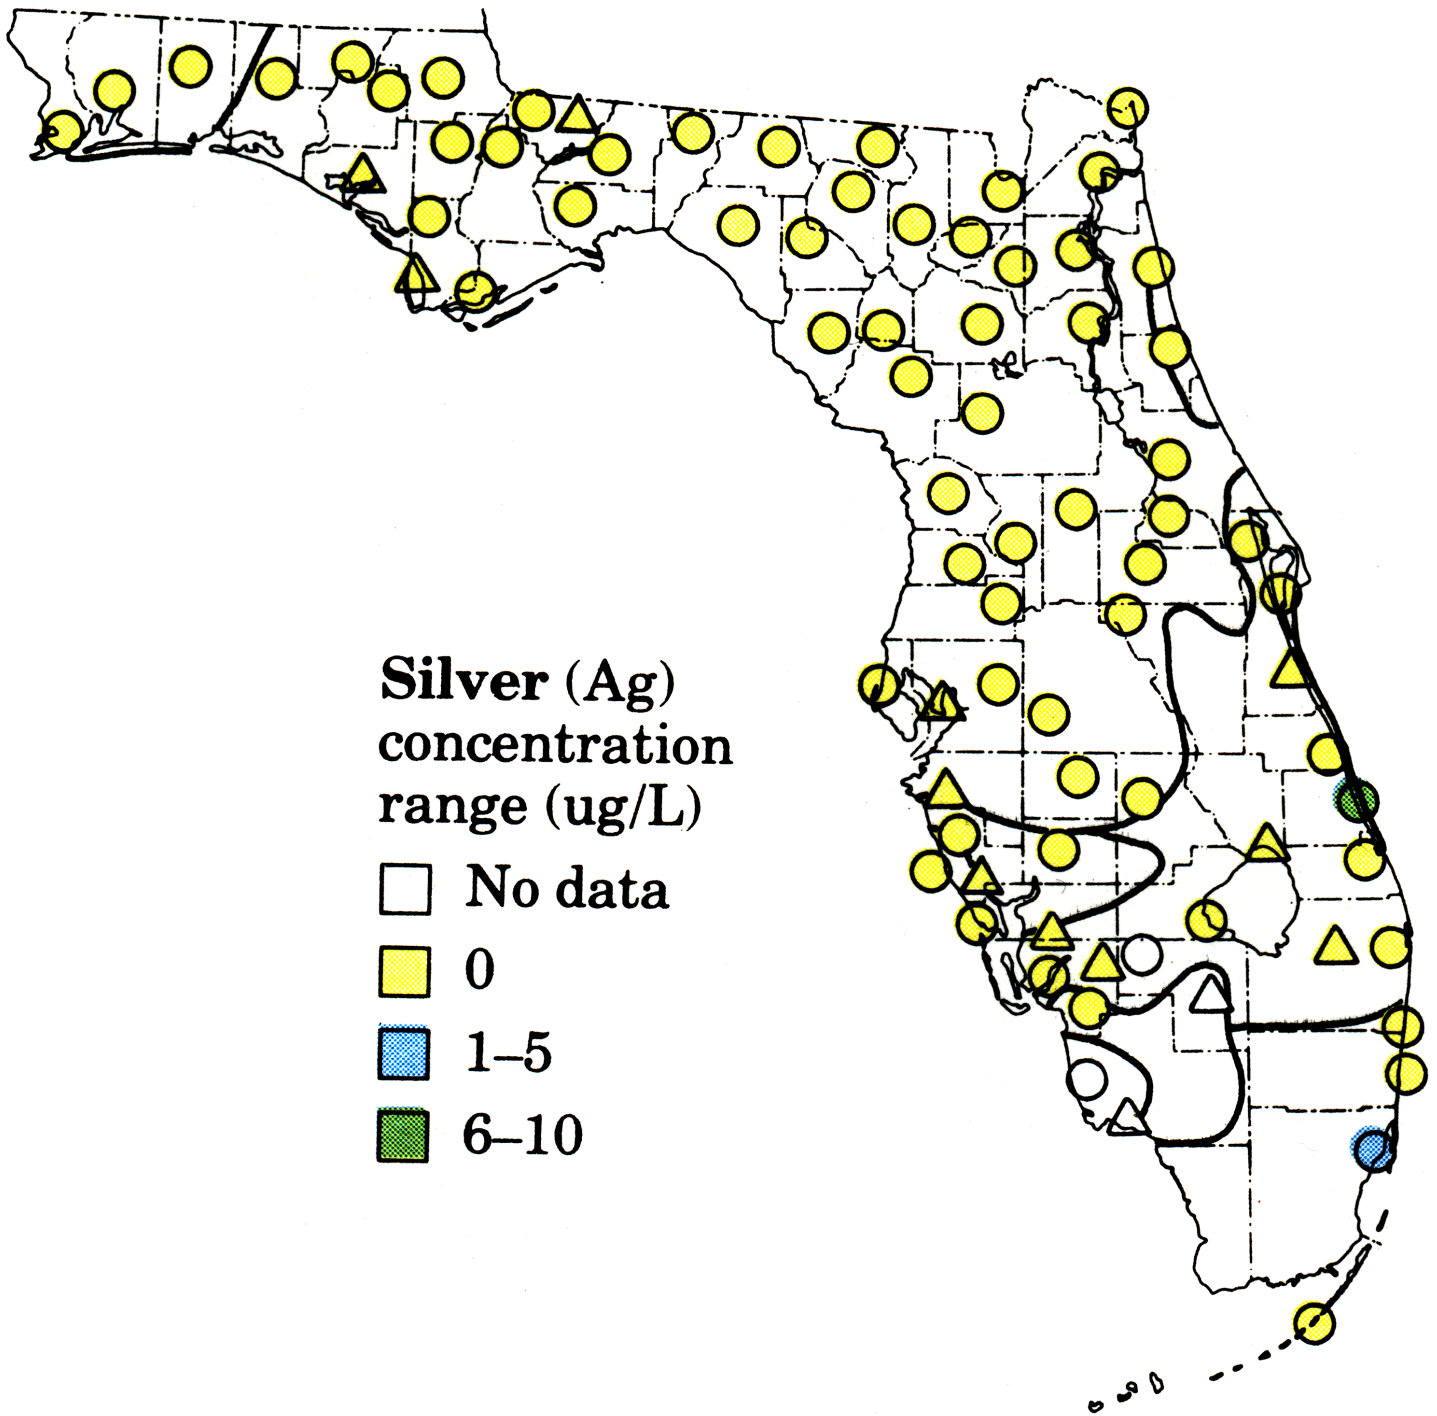 Silver (Ag)
concentration
range (ug/L)
No data
0
1–5
6–10